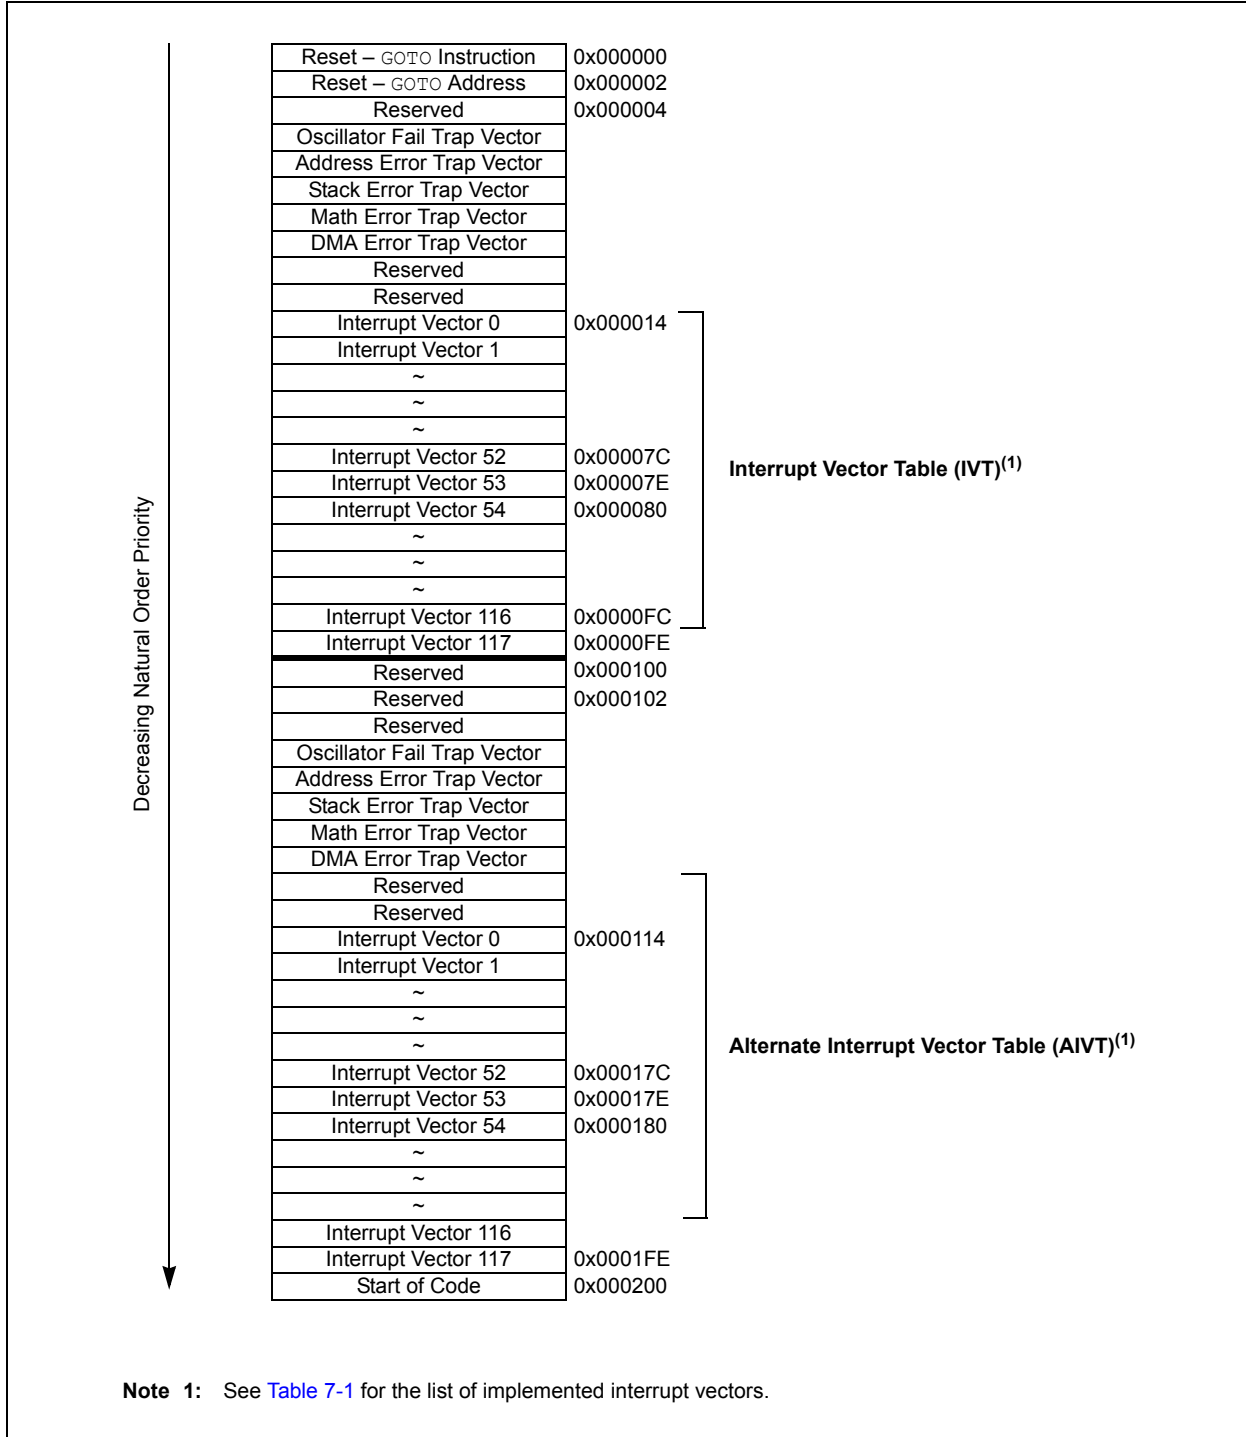 Decreasing Natural Order Priority
Reset – GOTO Instruction 0x000000
Reset – GOTO Address 0x000002
Reserved 0x000004
Oscillator Fail Trap Vector
Address Error Trap Vector
Stack Error Trap Vector
Math Error Trap Vector
DMA Error Trap Vector
Reserved
Reserved
Interrupt Vector 0 0x000014
Interrupt Vector 1
~
~
~
Interrupt Vector 52 0x00007C
Interrupt Vector Table (IVT)(1)
Interrupt Vector 53 0x00007E
Interrupt Vector 54 0x000080
~
~
~
Interrupt Vector 116 0x0000FC
Interrupt Vector 117 0x0000FE
Reserved 0x000100
Reserved 0x000102
Reserved
Oscillator Fail Trap Vector
Address Error Trap Vector
Stack Error Trap Vector
Math Error Trap Vector
DMA Error Trap Vector
Reserved
Reserved
Interrupt Vector 0 0x000114
Interrupt Vector 1
~
~
~
Alternate Interrupt Vector Table (AIVT)(1)
Interrupt Vector 52 0x00017C
Interrupt Vector 53 0x00017E
Interrupt Vector 54 0x000180
~
~
~
Interrupt Vector 116
Interrupt Vector 117 0x0001FE
Start of Code 0x000200
Note 1: See Table 7-1 for the list of implemented interrupt vectors.